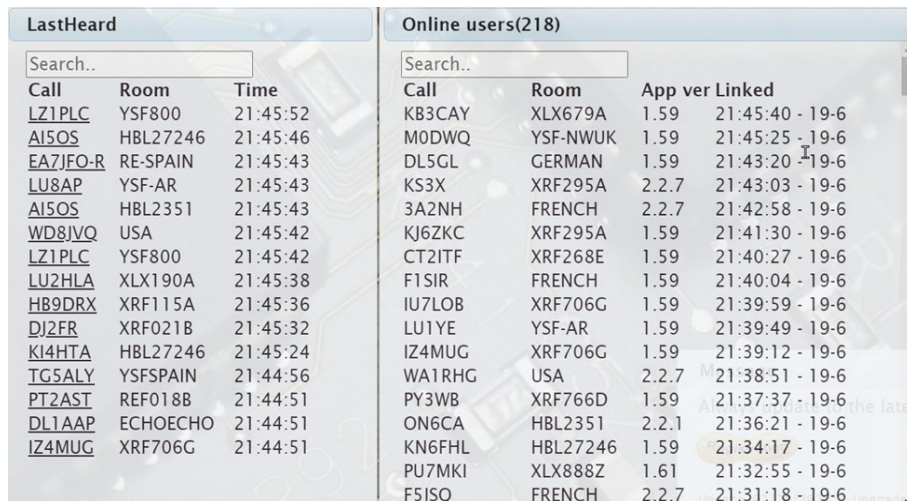 LastHeard
Search..
Call Room Time
LZ1PLC YSF800 21:45:52
AI5OS HBL27246 21:45:46
EA7JFO-R RE-SPAIN 21:45:43
LU8AP YSF-AR 21:45:43
AI5OS HBL2351 21:45:43
WD8JVQ USA 21:45:42
LZ1PLC YSF800 21:45:42
LU2HLA XLX190A 21:45:38
HB9DRX XRF115A 21:45:36
DJ2FR XRF021B 21:45:32
KI4HTA HBL27246 21:45:24
TG5ALY YSFSPAIN 21:44:56
PT2AST REF018B 21:44:51
DL1AAP ECHOECHO 21:44:51
IZ4MUG XRF706G 21:44:51
Online users(218)
Search..
Call Room App ver Linked
KB3CAY XLX679A 1.59 21:45:40 - 19-6
M0DWQ YSF-NWUK 1.59 21:45:25 - 19-6
DL5GL GERMAN 1.59 21:43:20 - 19-6
KS3X XRF295A 2.2.7 21:43:03 - 19-6
3A2NH FRENCH 2.2.7 21:42:58 - 19-6
KJ6ZKC XRF295A 1.59 21:41:30 - 19-6
CT2ITF XRF268E 1.59 21:40:27 - 19-6
F1SIR FRENCH 1.59 21:40:04 - 19-6
IU7LOB XRF706G 1.59 21:39:59 - 19-6
LU1YE YSF-AR 1.59 21:39:49 - 19-6
IZ4MUG XRF706G 1.59 21:39:12 - 19-6
WA1RHG USA 2.2.7 21:38:51 - 19-6
PY3WB XRF766D 1.59 21:37:37 - 19-6
ON6CA HBL2351 2.2.1 21:36:21 - 19-6
KN6FHL HBL27246 1.59 21:34:17 - 19-6
PU7MKI XLX888Z 1.61 21:32:55 - 19-6
F5ISO FRENCH 2.2.7 21:31:18 - 19-6
Always update to the late